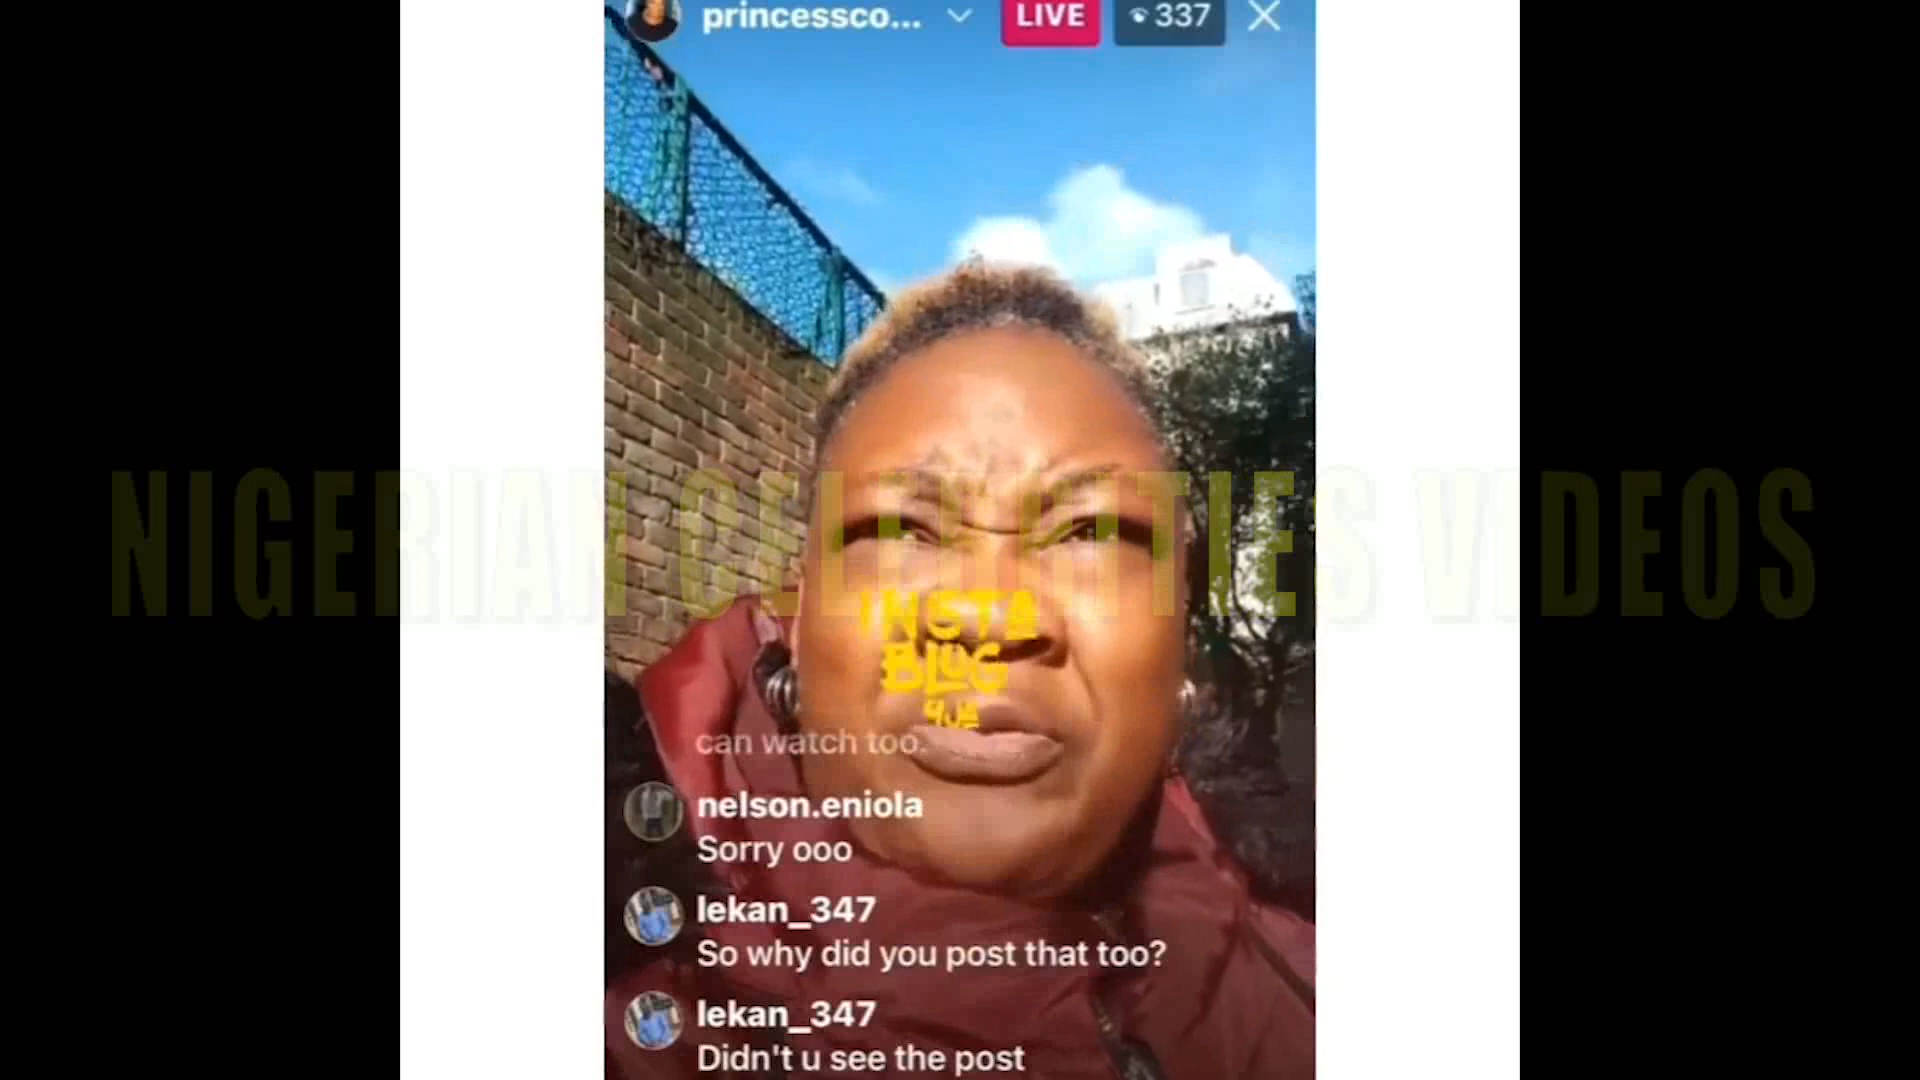 princessco...
LIVE
337
NIGERIAN CELEBRITIES VIDEOS
INSTA
BLOG
9JA
can watch too.
nelson.eniola
Sorry ooo
lekan_347
So why did you post that too?
lekan_347
Didn't u see the post